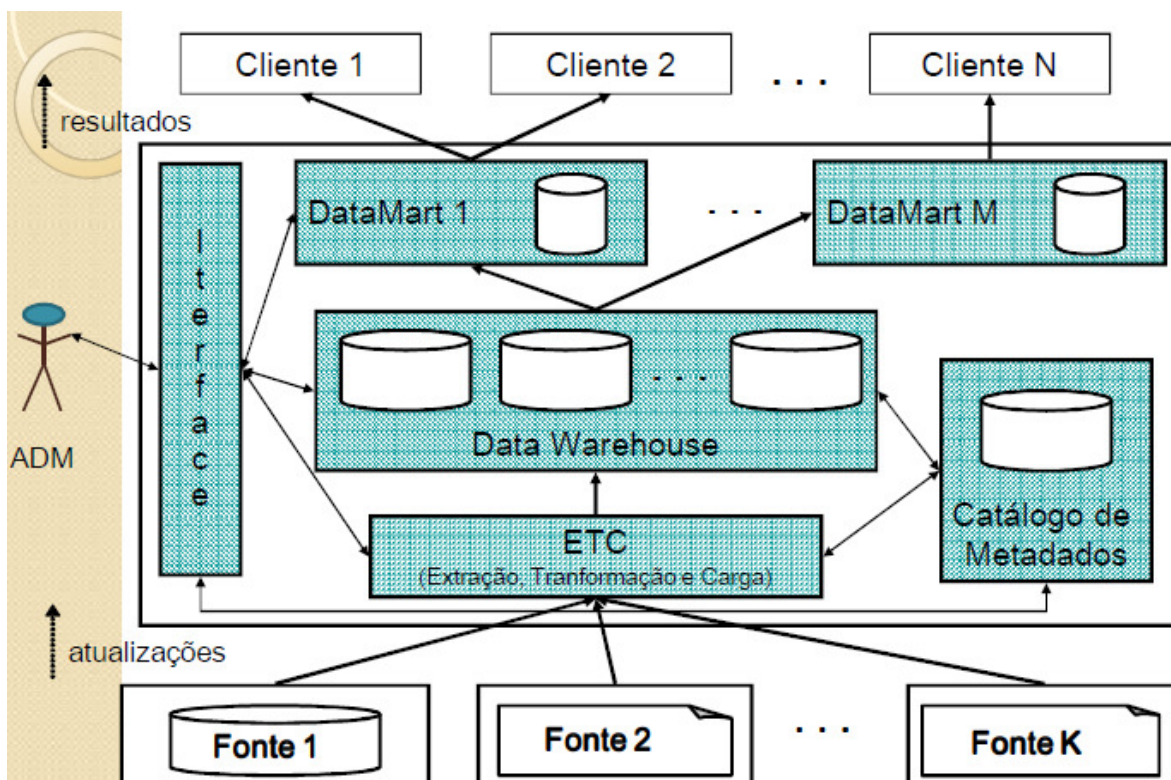 Cliente 1
Cliente 2
. . .
Cliente N
resultados
DataMart 1
. . .
DataMart M
Iterface
. . .
Data Warehouse
ADM
Catálogo de
Metadados
ETC
(Extração, Tranformação e Carga)
atualizações
Fonte 1
Fonte 2
. . .
Fonte K